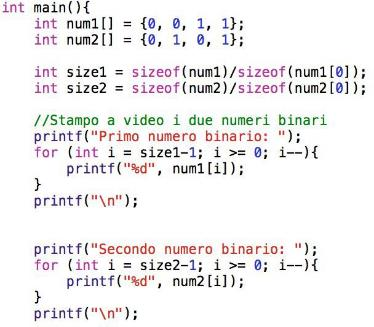 int main(){
    int num1[] = {0, 0, 1, 1};
    int num2[] = {0, 1, 0, 1};

    int size1 = sizeof(num1)/sizeof(num1[0]);
    int size2 = sizeof(num2)/sizeof(num2[0]);

    //Stampo a video i due numeri binari
    printf("Primo numero binario: ");
    for (int i = size1-1; i >= 0; i--){
        printf("%d", num1[i]);
    }
    printf("\n");


    printf("Secondo numero binario: ");
    for (int i = size2-1; i >= 0; i--){
        printf("%d", num2[i]);
    }
    printf("\n");